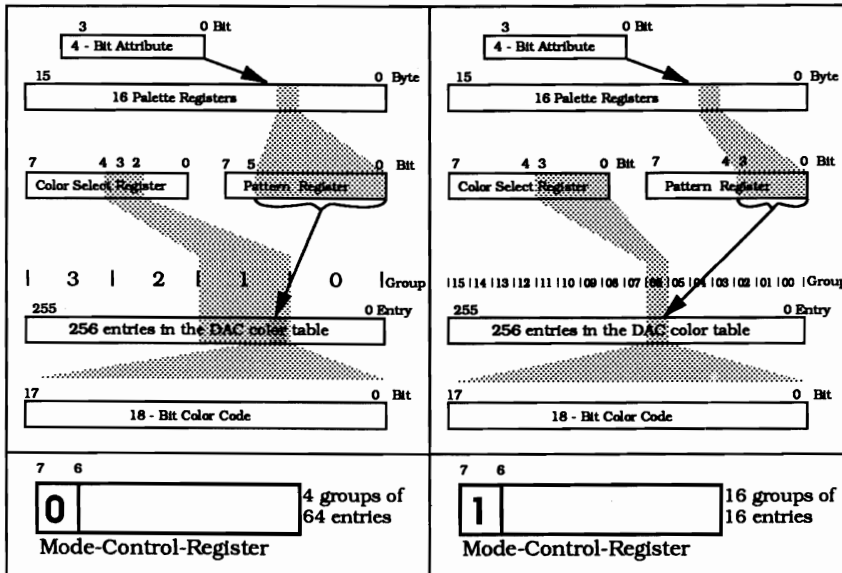 3 0 Bit
4 - Bit Attribute
15 0 Byte
16 Palette Registers
7 4 3 2 0 7 5 0 Bit
Color Select Register Pattern Register
| 3 | 2 | 1 | 0 | Group
255 0 Entry
256 entries in the DAC color table
17 0 Bit
18 - Bit Color Code
7 6
0
4 groups of
64 entries
Mode-Control-Register
3 0 Bit
4 - Bit Attribute
15 0 Byte
16 Palette Registers
7 4 3 0 Bit 7 4 3 0 Bit
Color Select Register Pattern Register
|15|14|13|12|11|10|09|08|07|06|05|04|03|02|01|00| Group
255 0 Entry
256 entries in the DAC color table
17 0 Bit
18 - Bit Color Code
7 6
1
16 groups of
16 entries
Mode-Control-Register